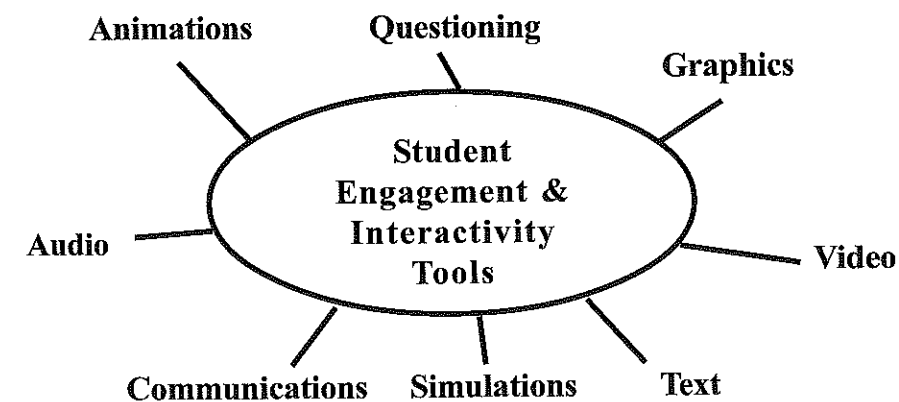 Animations
Questioning
Graphics
Student
Engagement &
Interactivity
Tools
Audio
Video
Communications
Simulations
Text